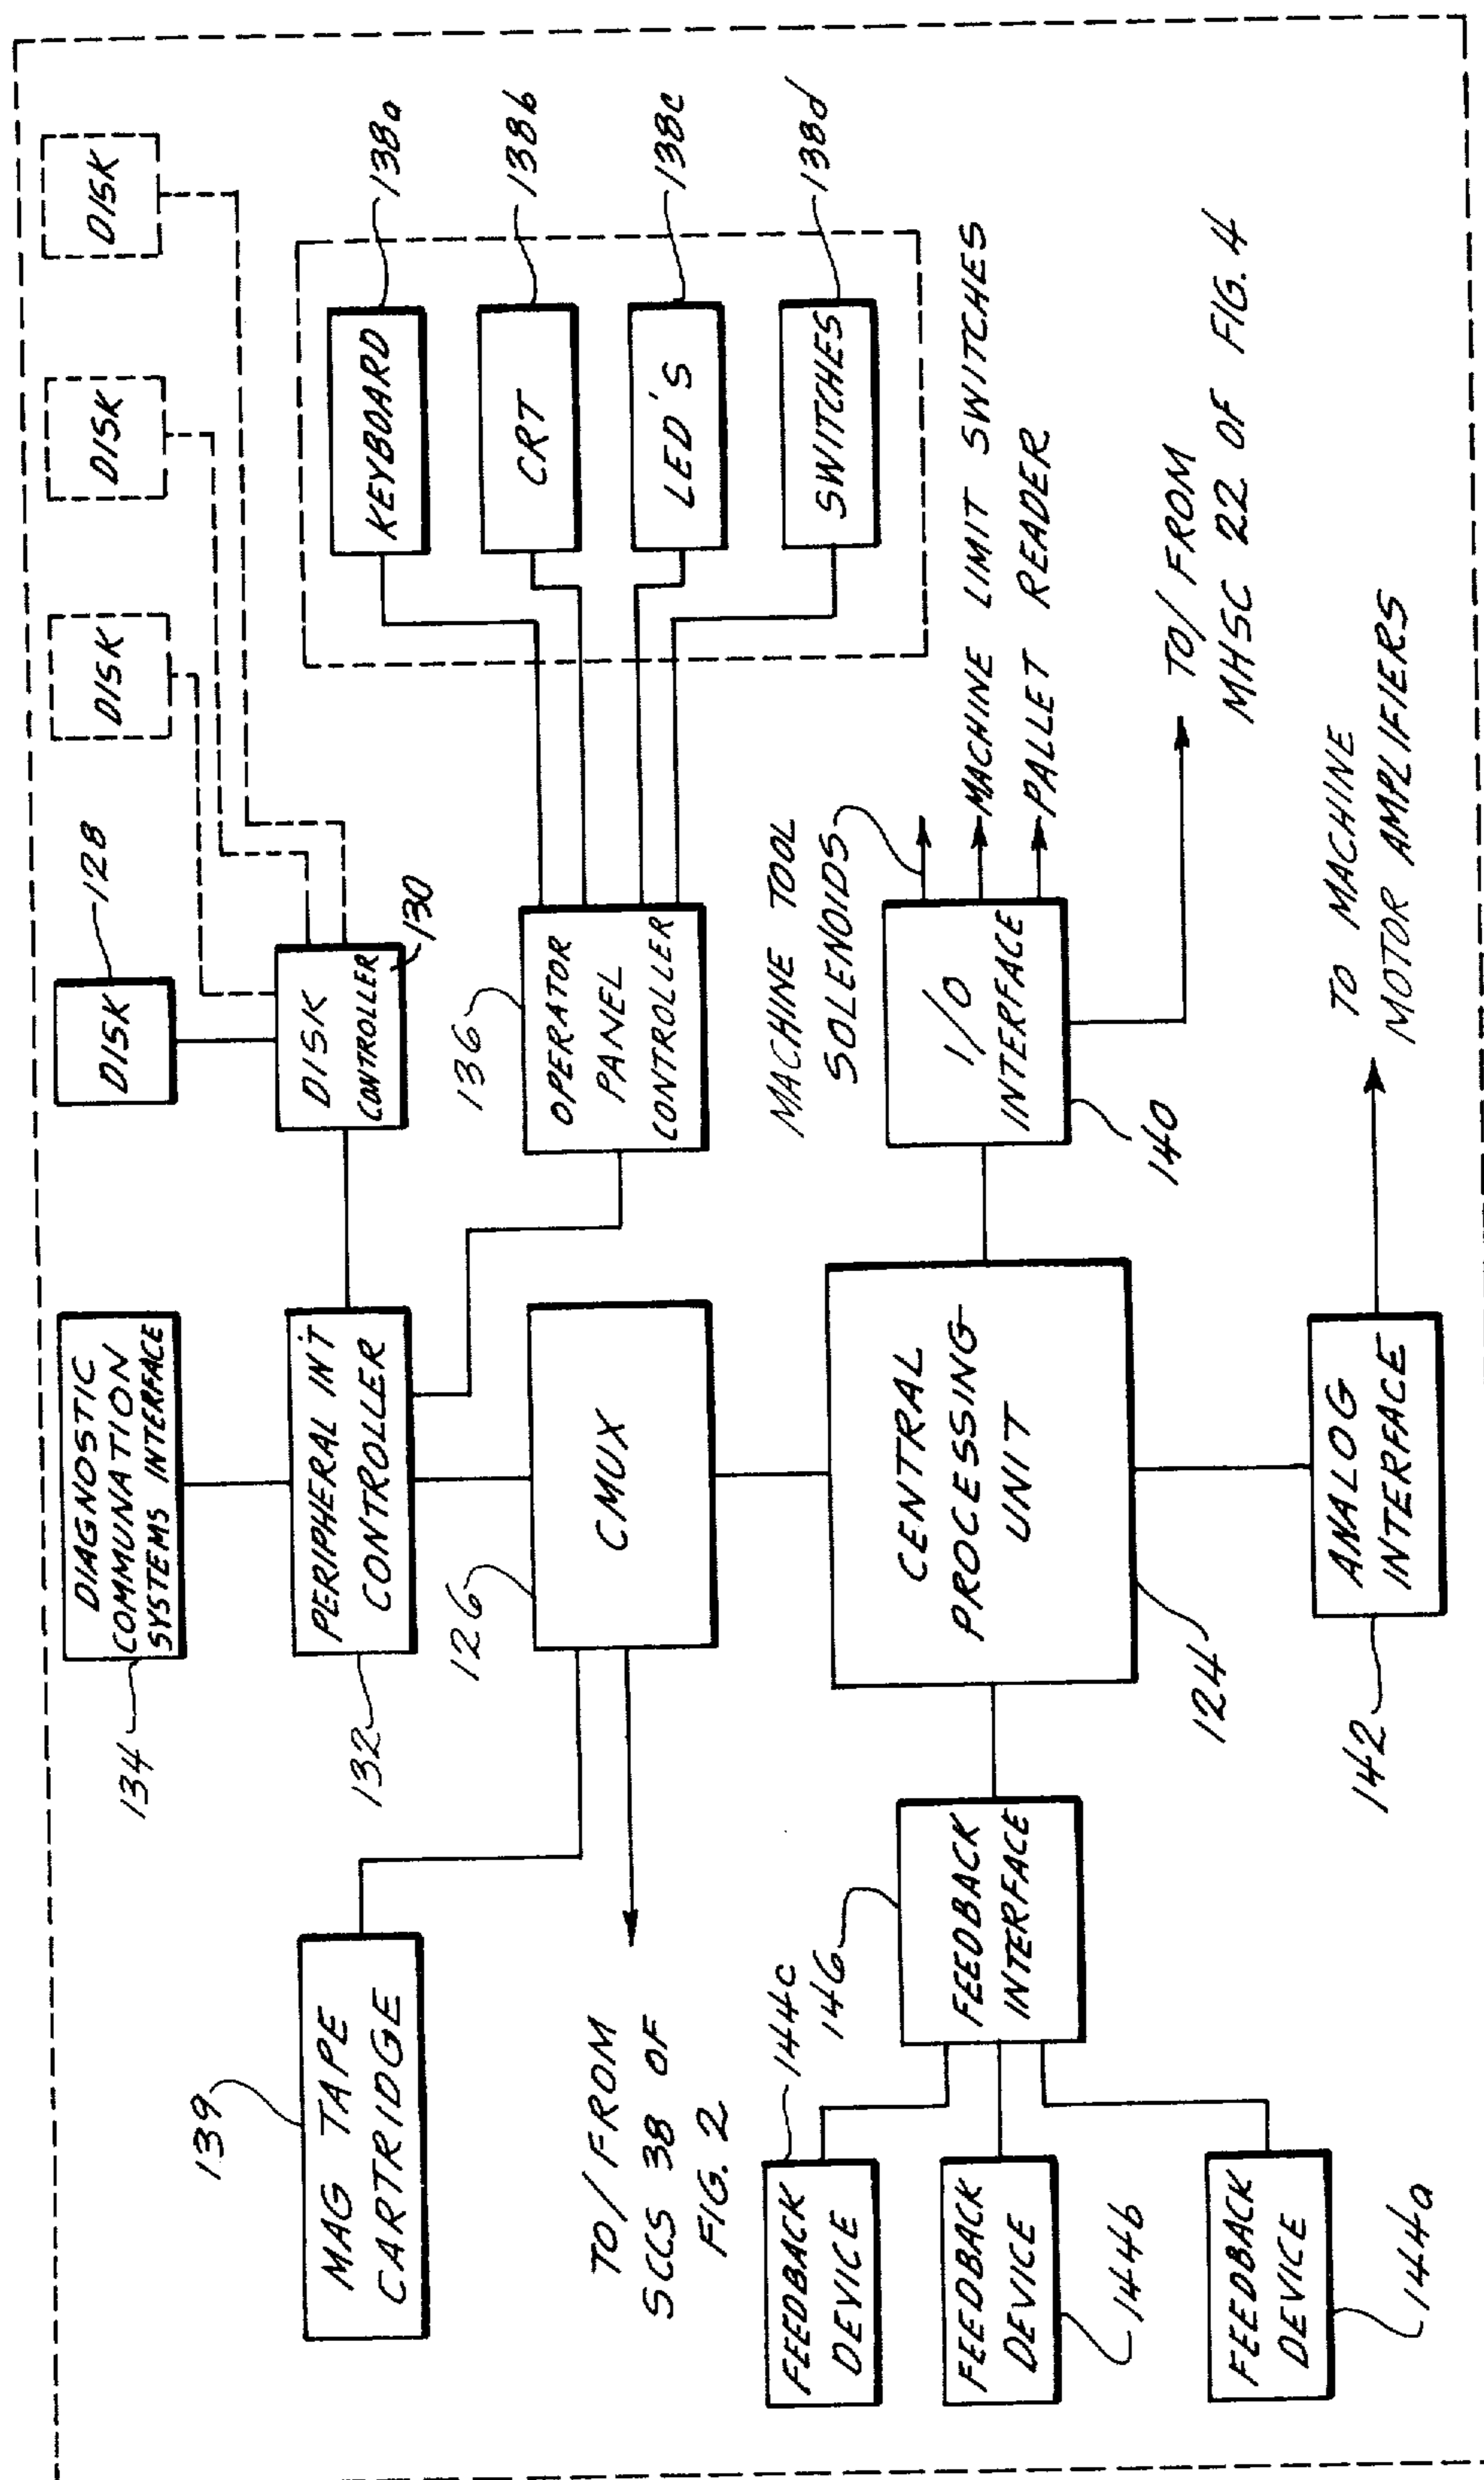 DIAGNOSTIC
COMMUNATION
SYSTEMS INTERFACE
134
DISK
128
DISK
DISK
DISK
139
MAG TAPE
CARTRIDGE
PERIPHERAL IN'T
CONTROLLER
132
DISK
CONTROLLER
130
KEYBOARD
138a
CRT
138b
LED'S
138c
SWITCHES
138d
126
CMUX
136
OPERATOR
PANEL
CONTROLLER
TO/FROM
SCCS 38 OF
FIG. 2
MACHINE TOOL
SOLENOIDS
MACHINE LIMIT SWITCHES
PALLET READER
144c
FEEDBACK
DEVICE
146
FEEDBACK
INTERFACE
CENTRAL
PROCESSING
UNIT
124
I/O
INTERFACE
140
TO/FROM
MHSC 22 OF FIG. 4
FEEDBACK
DEVICE
144b
FEEDBACK
DEVICE
144a
142
ANALOG
INTERFACE
TO MACHINE
MOTOR AMPLIFIERS